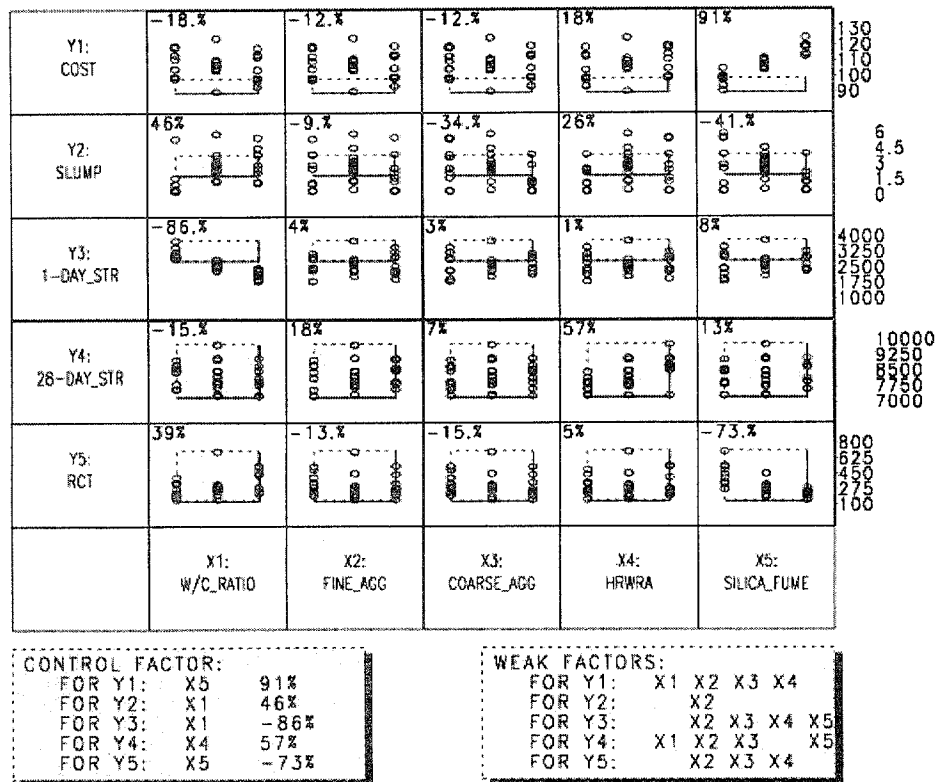 -18.% -12.% -12.% 18% 91%
Y1:
COST
130
120
110
100
90
46% -9.% -34.% 26% -41.%
Y2:
SLUMP
6
4.5
3
1.5
0
-86.% 4% 3% 1% 8%
Y3:
1-DAY_STR
4000
3250
2500
1750
1000
-15.% 18% 7% 57% 13%
Y4:
28-DAY_STR
10000
9250
8500
7750
7000
39% -13.% -15.% 5% -73.%
Y5:
RCT
800
625
450
275
100
X1: X2: X3: X4: X5:
W/C_RATIO FINE_AGG COARSE_AGG HRWRA SILICA_FUME
CONTROL FACTOR:
FOR Y1: X5 91%
FOR Y2: X1 46%
FOR Y3: X1 -86%
FOR Y4: X4 57%
FOR Y5: X5 -73%
WEAK FACTORS:
FOR Y1: X1 X2 X3 X4
FOR Y2: X2
FOR Y3: X2 X3 X4 X5
FOR Y4: X1 X2 X3 X5
FOR Y5: X2 X3 X4